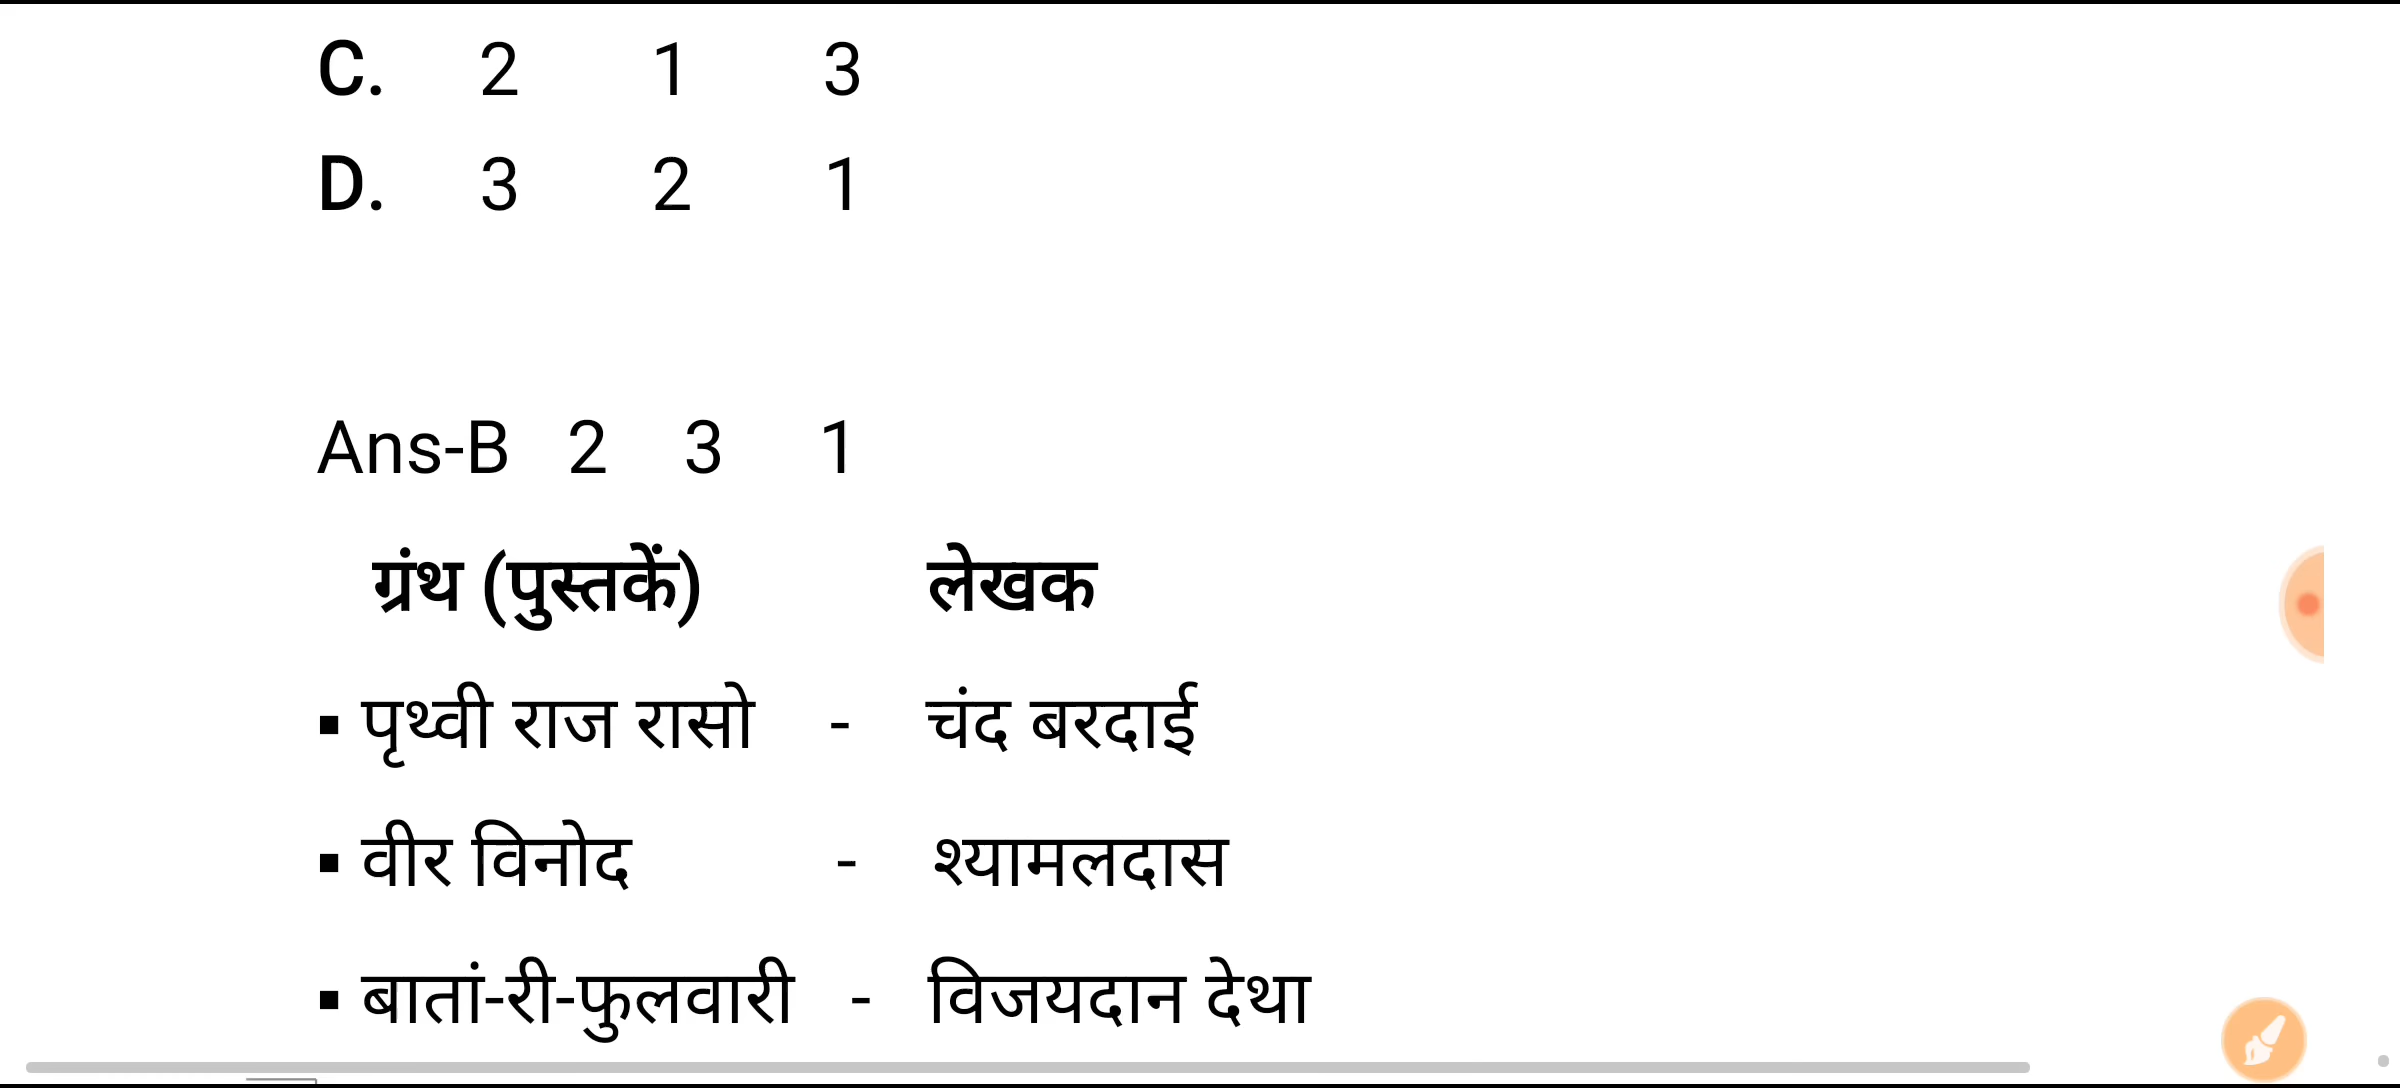 C. 2 1 3
D. 3 2 1
Ans-B 2 3 1
ग्रंथ (पुस्तकें) लेखक
▪ पृथ्वी राज रासो - चंद बरदाई
▪ वीर विनोद - श्यामलदास
▪ बातां-री-फुलवारी - विजयदान देथा